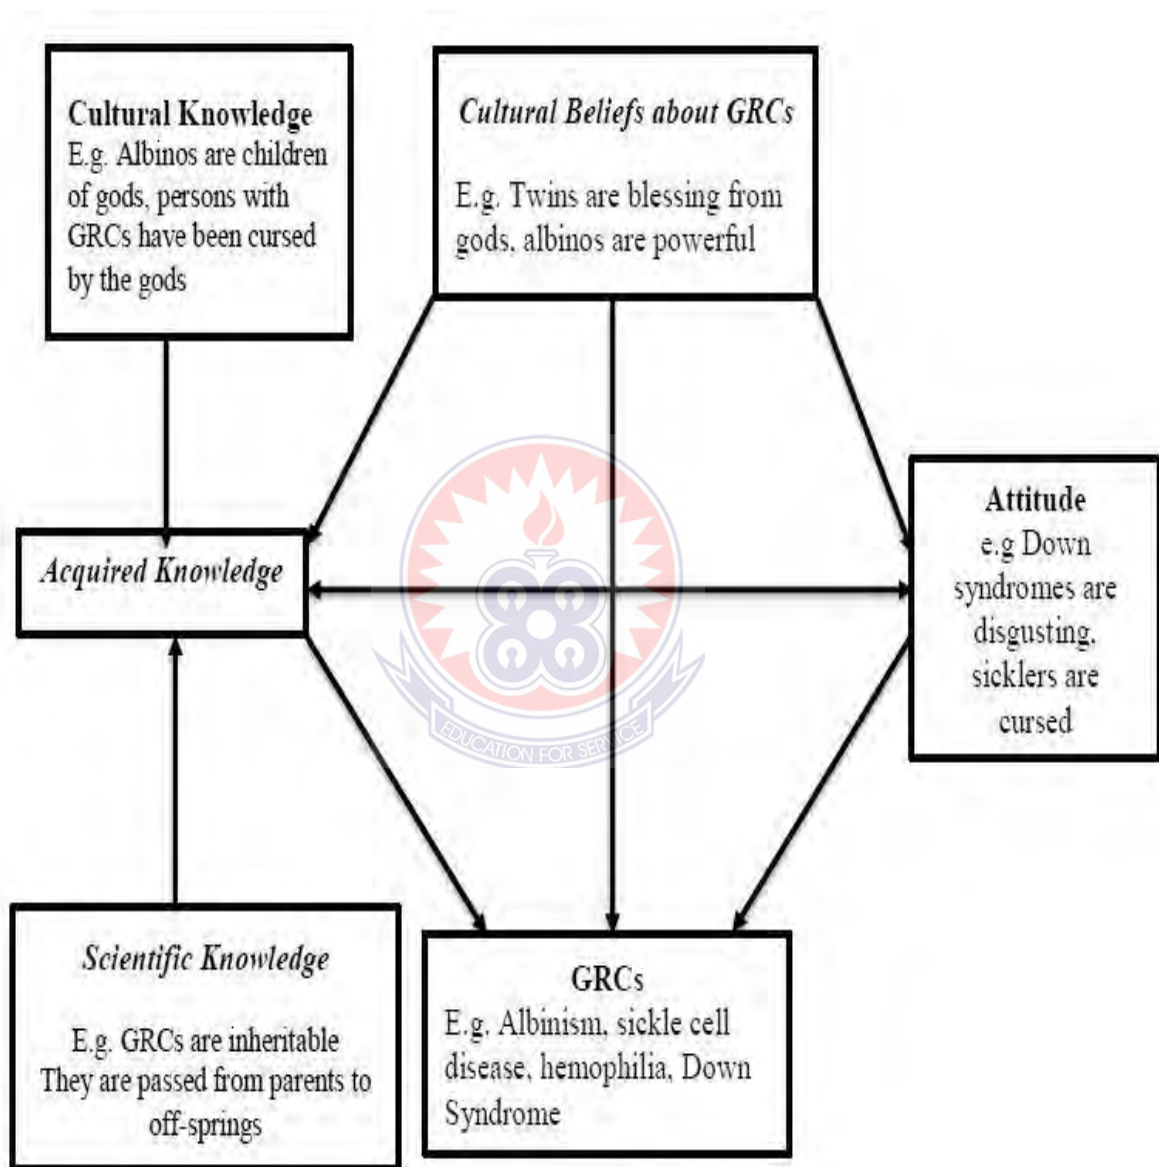 Cultural Knowledge
E.g. Albinos are children
of gods, persons with
GRCs have been cursed
by the gods
Cultural Beliefs about GRCs
E.g. Twins are blessing from
gods, albinos are powerful
Acquired Knowledge
Attitude
e.g Down
syndromes are
disgusting,
sicklers are
cursed
EDUCATION FOR SERVICE
Scientific Knowledge
E.g. GRCs are inheritable
They are passed from parents to
off-springs
GRCs
E.g. Albinism, sickle cell
disease, hemophilia, Down
Syndrome